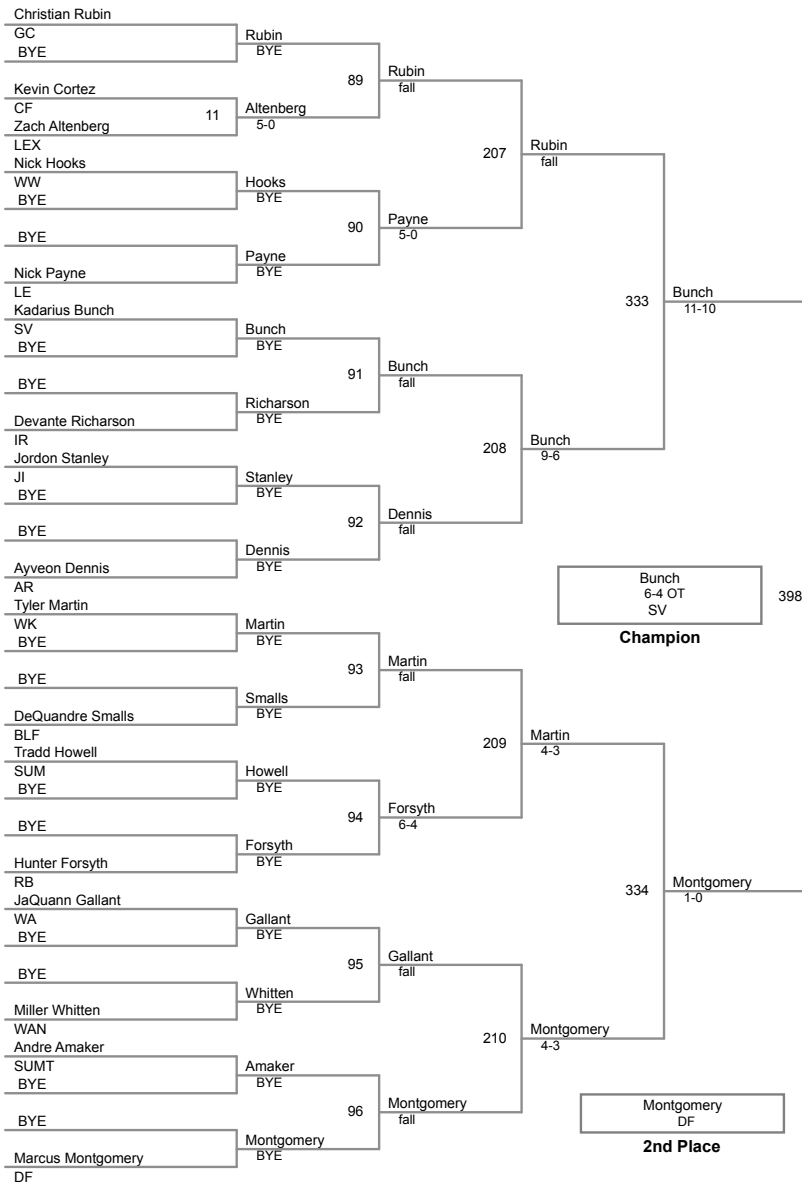 Christian Rubin
GC
BYE
Kevin Cortez
CF
Zach Altenberg
LEX
Nick Hooks
WW
BYE
BYE
Nick Payne
LE
Kadarius Bunch
SV
BYE
BYE
Devante Richarson
IR
Jordon Stanley
JI
BYE
BYE
Ayveon Dennis
AR
Tyler Martin
WK
BYE
BYE
DeQuandre Smalls
BLF
Tradd Howell
SUM
BYE
BYE
Hunter Forsyth
RB
JaQuann Gallant
WA
BYE
BYE
Miller Whitten
WAN
Andre Amaker
SUMT
BYE
BYE
Marcus Montgomery
DF
11
Rubin
BYE
Altenberg
5-0
Hooks
BYE
Payne
BYE
Bunch
BYE
Richarson
BYE
Stanley
BYE
Dennis
BYE
Martin
BYE
Smalls
BYE
Howell
BYE
Forsyth
BYE
Gallant
BYE
Whitten
BYE
Amaker
BYE
Montgomery
BYE
89
90
91
92
93
94
95
96
Rubin
fall
Payne
5-0
Bunch
fall
Dennis
fall
Martin
fall
Forsyth
6-4
Gallant
fall
Montgomery
fall
207
208
209
210
Rubin
fall
Bunch
9-6
Martin
4-3
Montgomery
4-3
333
334
Bunch
11-10
Montgomery
1-0
Bunch
6-4 OT
SV
398
Champion
Montgomery
DF
2nd Place